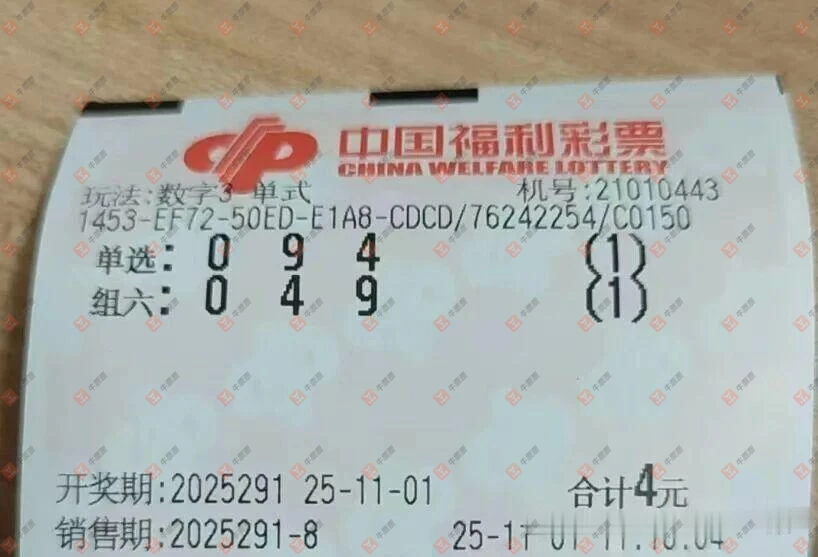 中国福利彩票
CHINA WELFARE LOTTERY
玩法:数字3 单式 机号:21010443
1453-EF72-50ED-E1A8-CDCD/76242254/C0150
单选: 0 9 4 (1)
组六: 0 4 9 (1)
开奖期:2025291 25-11-01 合计4元
销售期:2025291-8